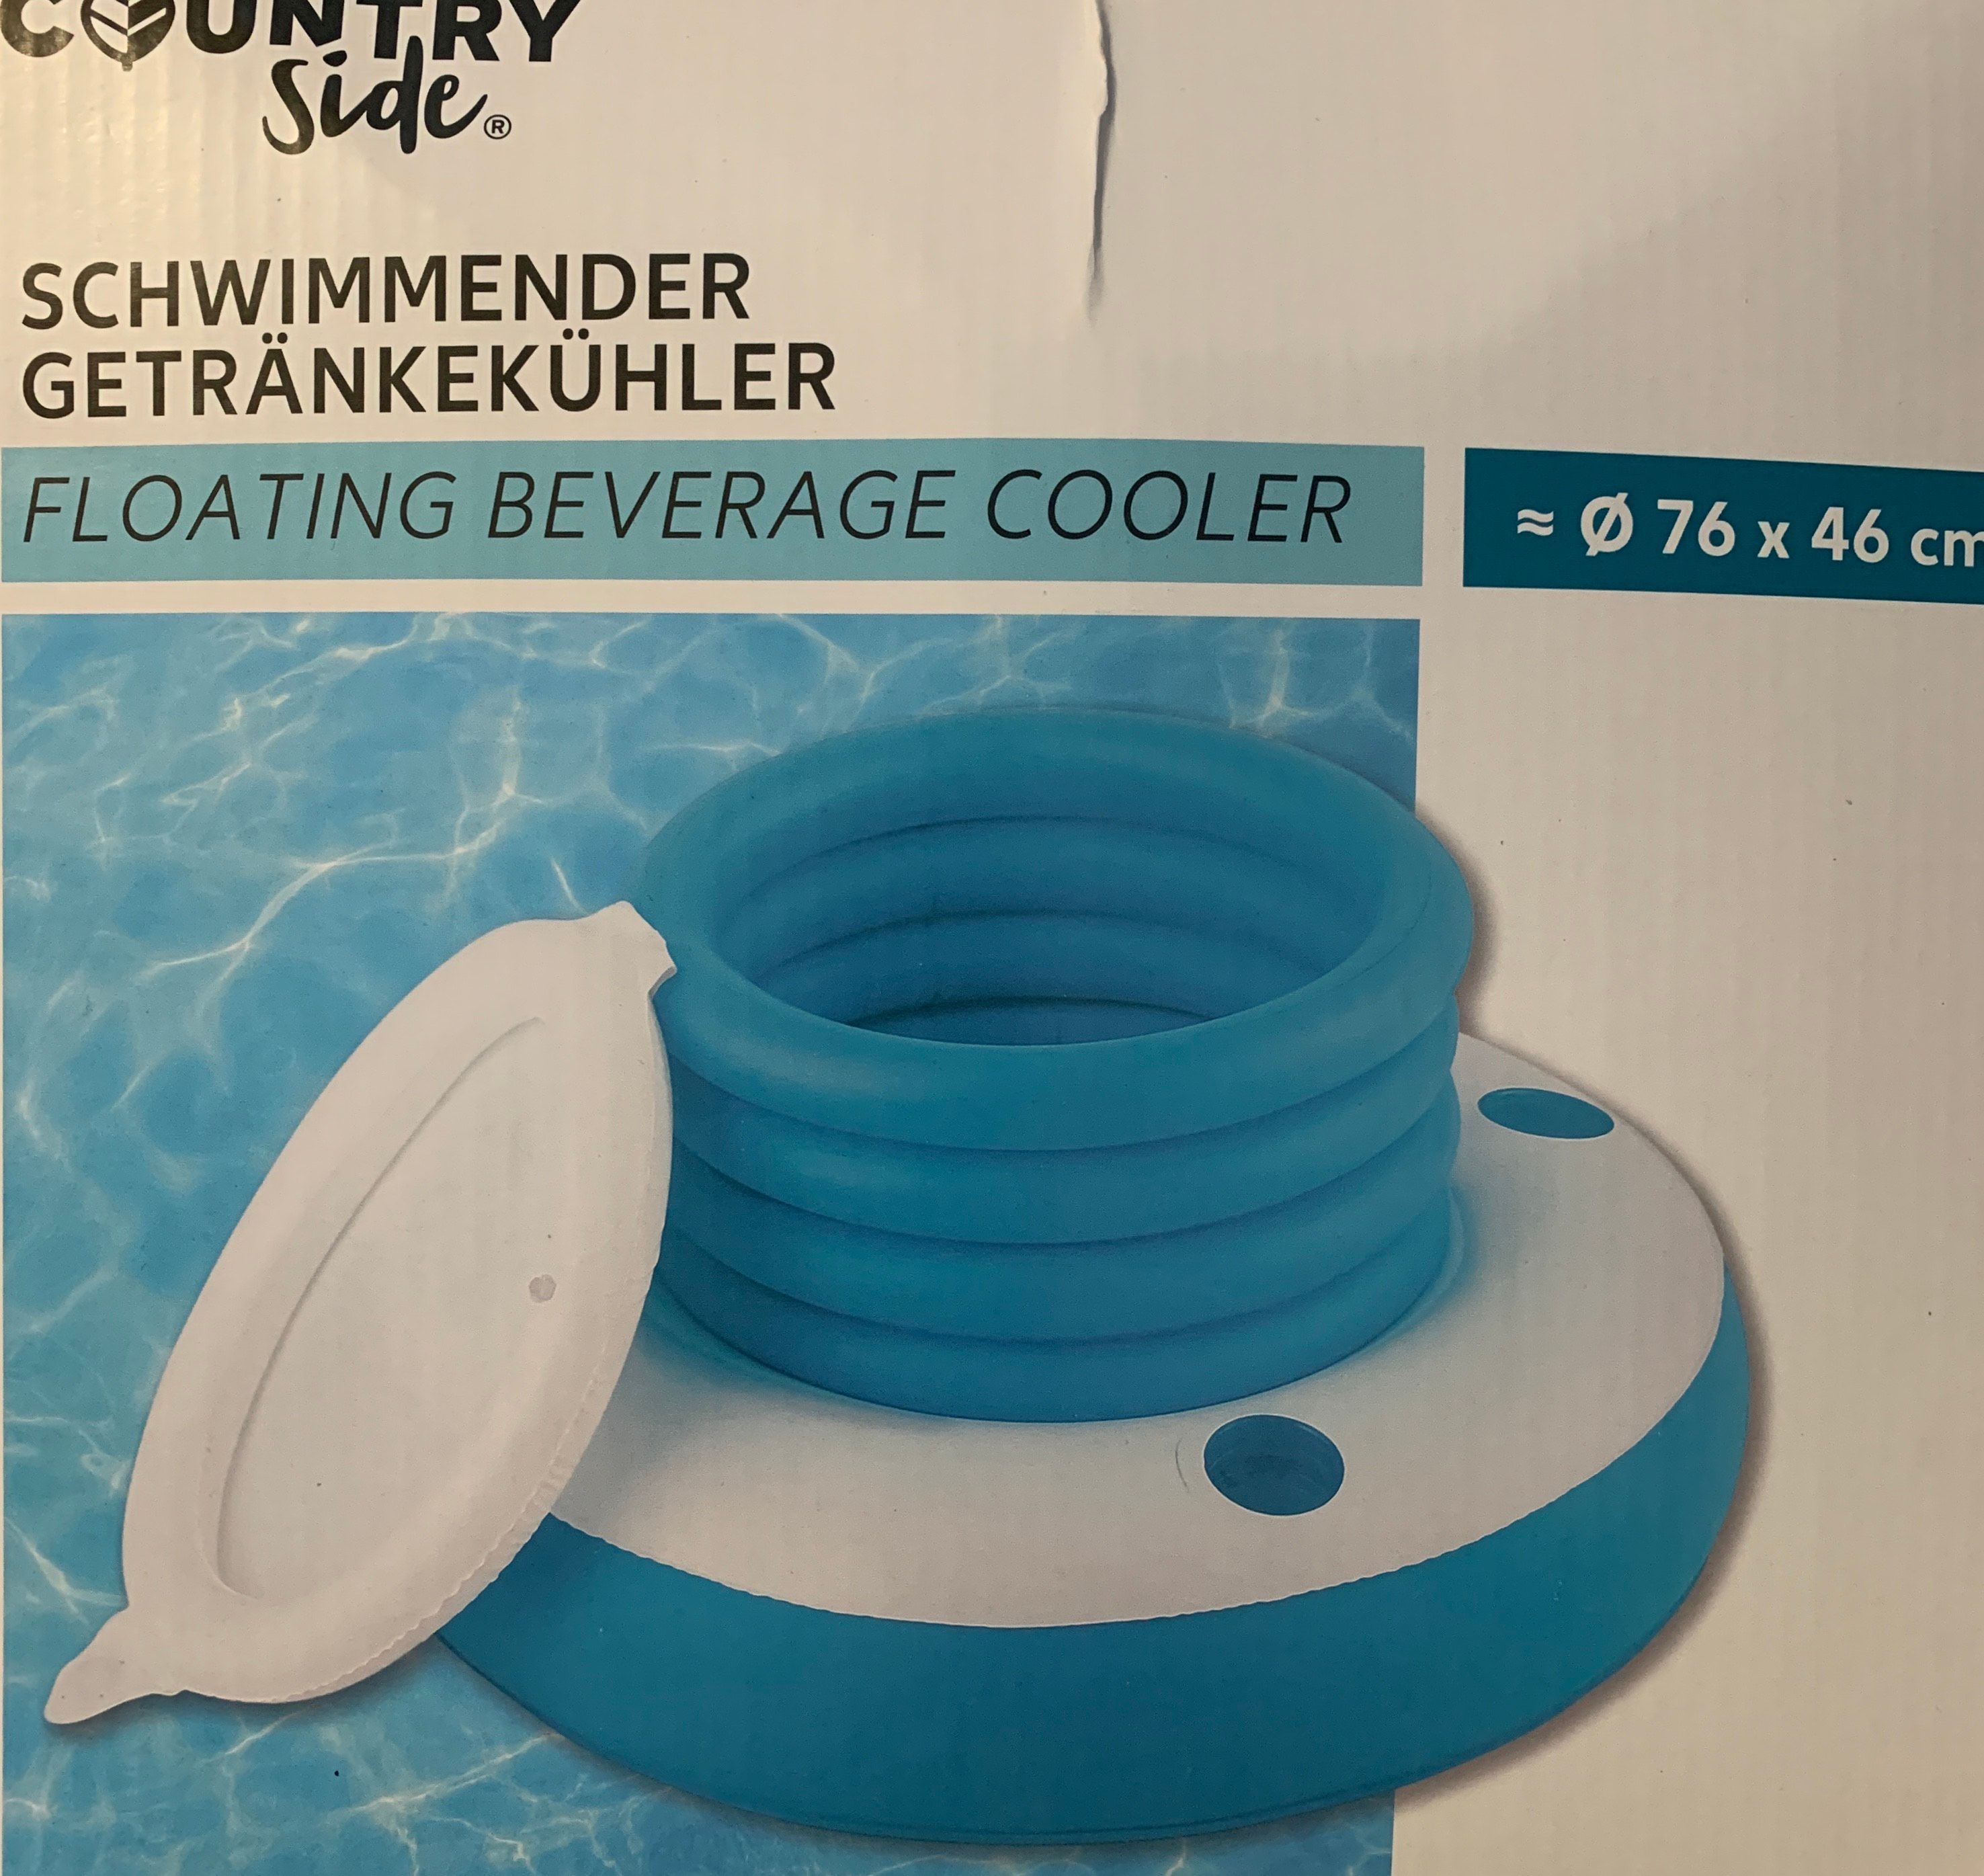 COUNTRY
Side®
SCHWIMMENDER
GETRÄNKEKÜHLER
FLOATING BEVERAGE COOLER
≈ Ø 76 x 46 cm